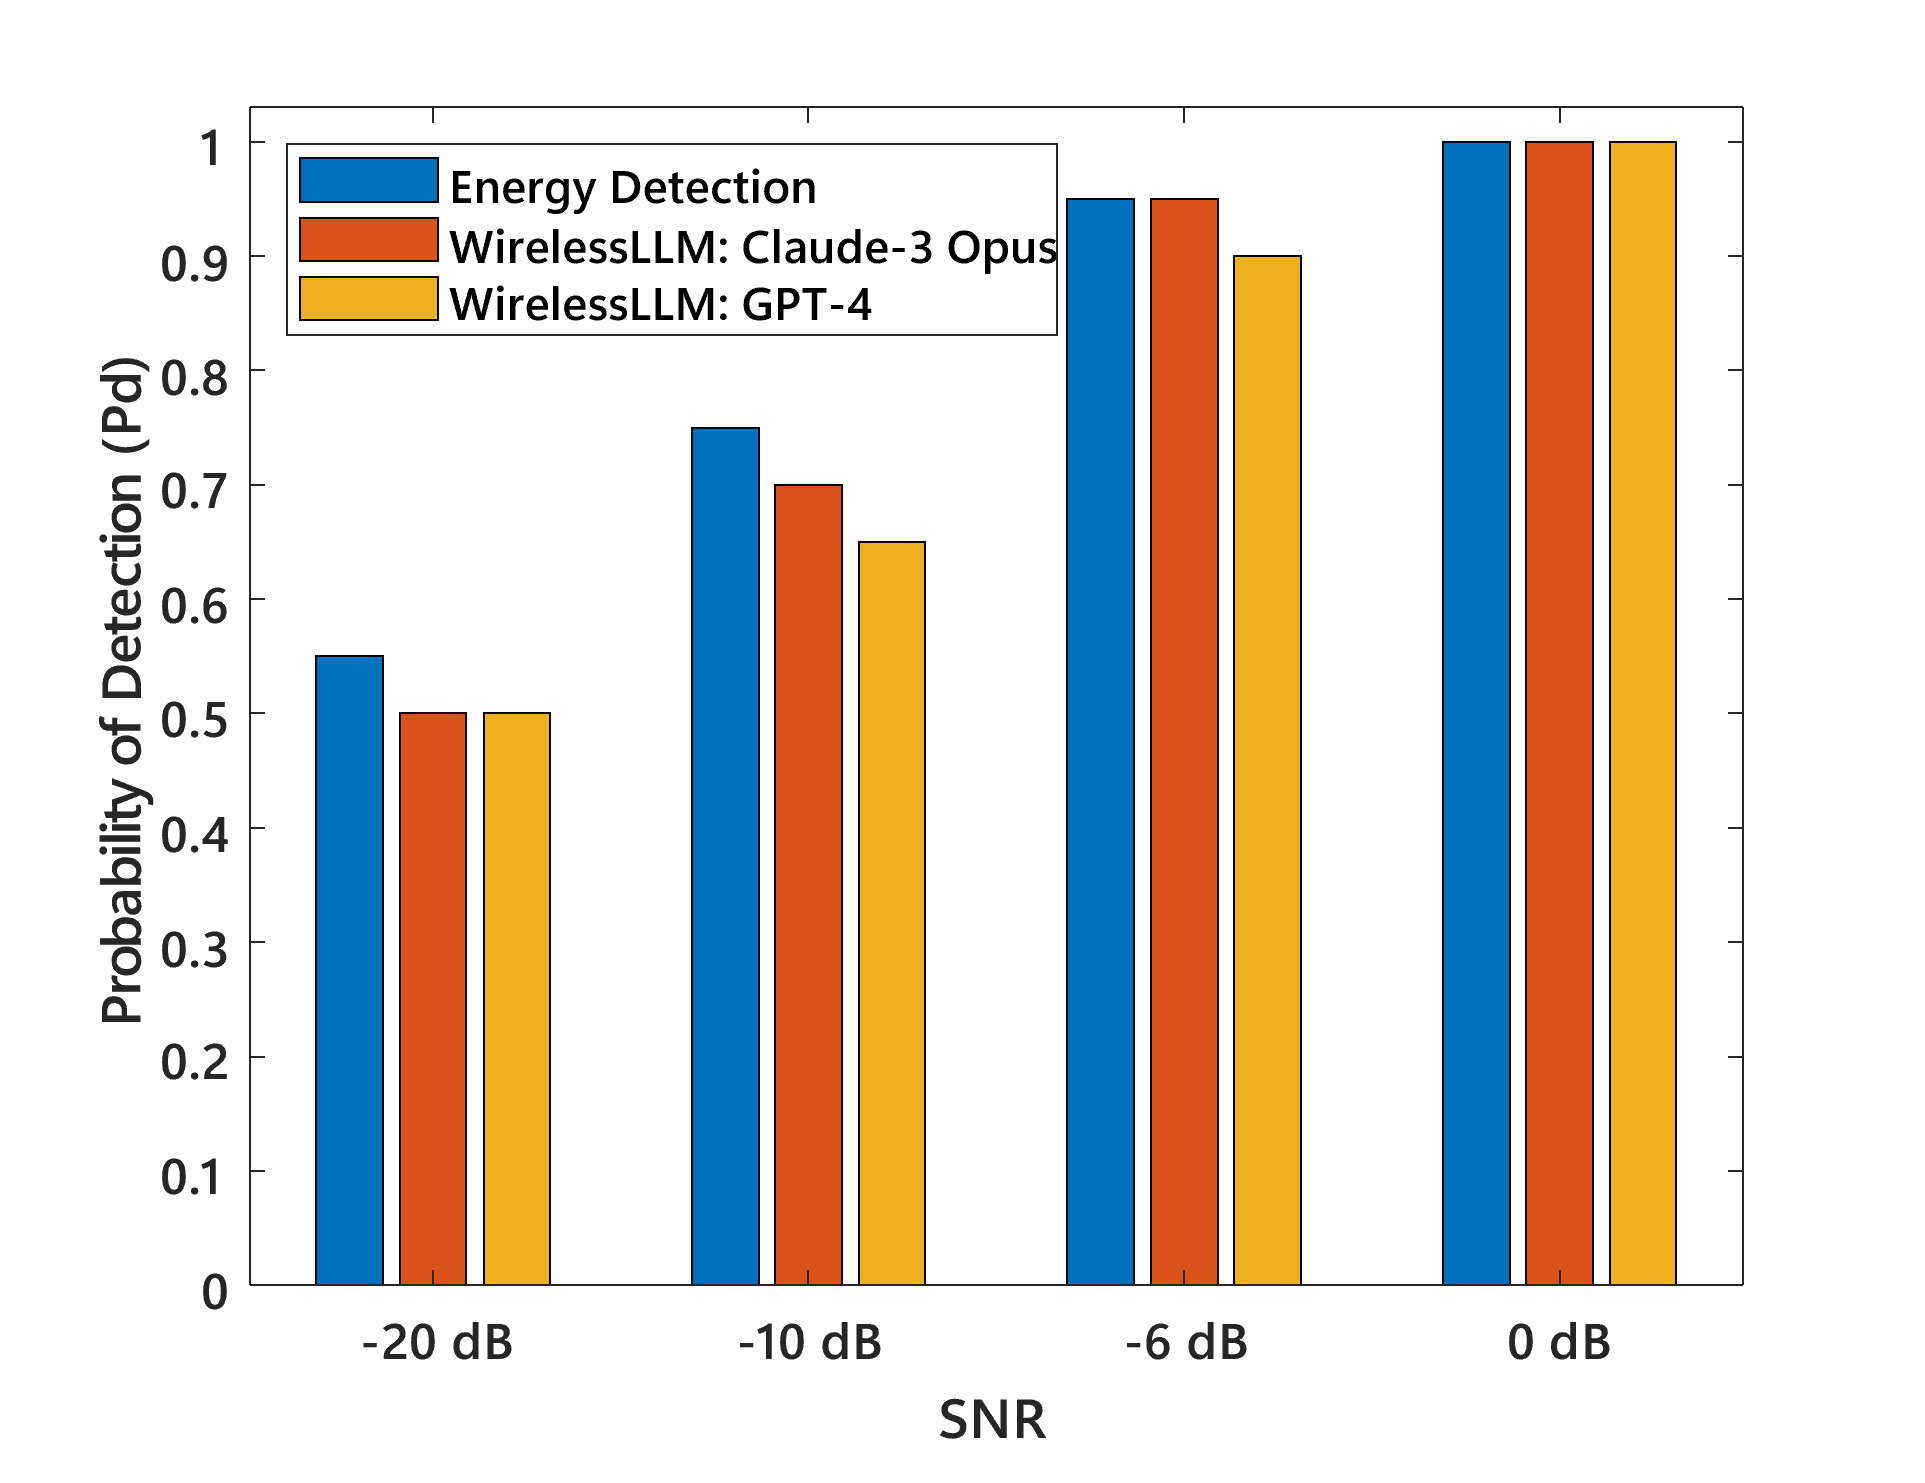 Energy Detection
WirelessLLM: Claude-3 Opus
WirelessLLM: GPT-4
Probability of Detection (Pd)
1
0.9
0.8
0.7
0.6
0.5
0.4
0.3
0.2
0.1
0
-20 dB
-10 dB
-6 dB
0 dB
SNR